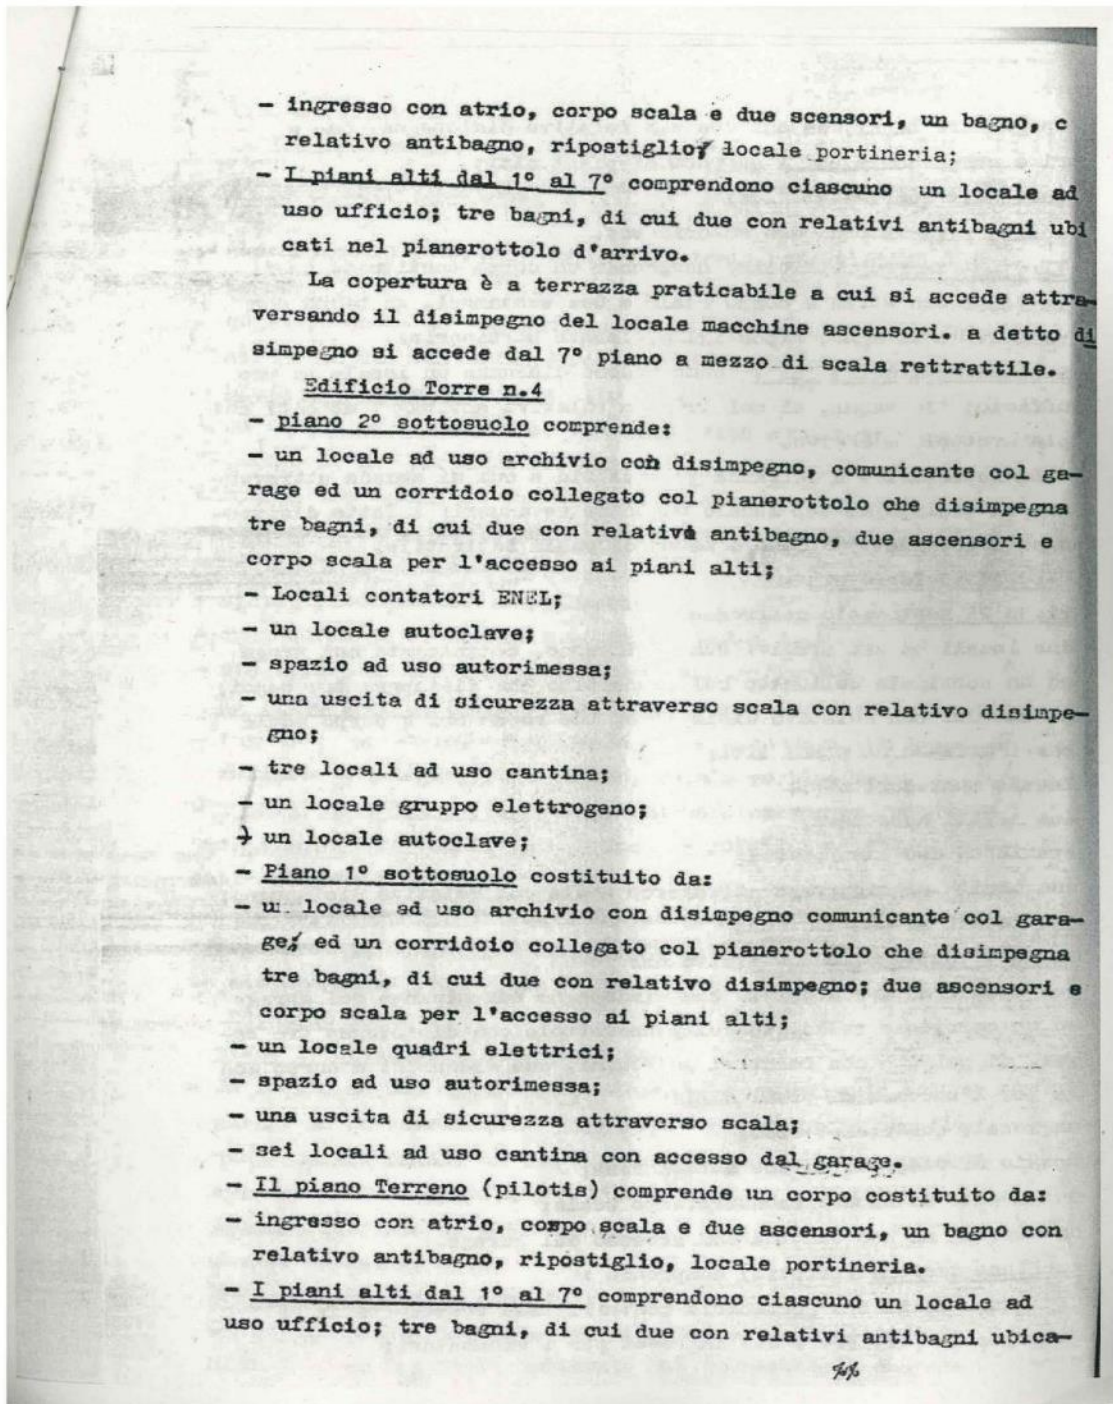 - ingresso con atrio, corpo scala e due scensori, un bagno, c
relativo antibagno, ripostiglio, locale portineria;
- I piani alti dal 1° al 7° comprendono ciascuno un locale ad
uso ufficio; tre bagni, di cui due con relativi antibagni ubi
cati nel pianerottolo d'arrivo.
La copertura è a terrazza praticabile a cui si accede attra-
versando il disimpegno del locale macchine ascensori. a detto di
simpegno si accede dal 7° piano a mezzo di scala rettrattile.
Edificio Torre n.4
- piano 2° sottosuolo comprende:
- un locale ad uso archivio con disimpegno, comunicante col ga-
rage ed un corridoio collegato col pianerottolo che disimpegna
tre bagni, di cui due con relativi antibagno, due ascensori e
corpo scala per l'accesso ai piani alti;
- Locali contatori ENEL;
- un locale autoclave;
- spazio ad uso autorimessa;
- una uscita di sicurezza attraverso scala con relativo disimpe-
gno;
- tre locali ad uso cantina;
- un locale gruppo elettrogeno;
- un locale autoclave;
- Piano 1° sottosuolo costituito da:
- un locale ad uso archivio con disimpegno comunicante col gara-
ge; ed un corridoio collegato col pianerottolo che disimpegna
tre bagni, di cui due con relativo disimpegno; due ascensori e
corpo scala per l'accesso ai piani alti;
- un locale quadri elettrici;
- spazio ad uso autorimessa;
- una uscita di sicurezza attraverso scala;
- sei locali ad uso cantina con accesso dal garage.
- Il piano Terreno (pilotis) comprende un corpo costituito da:
- ingresso con atrio, corpo scala e due ascensori, un bagno con
relativo antibagno, ripostiglio, locale portineria.
- I piani alti dal 1° al 7° comprendono ciascuno un locale ad
uso ufficio; tre bagni, di cui due con relativi antibagni ubica-